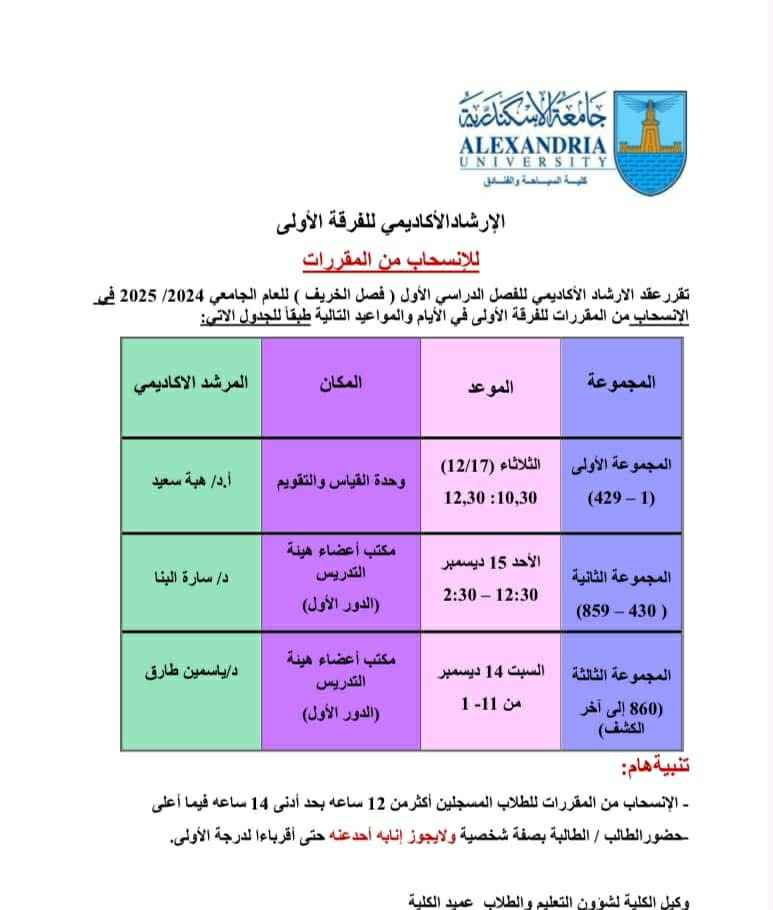 جامعة الإسكندرية
ALEXANDRIA
UNIVERSITY
كلية السياحة والفنادق
الإرشادالأكاديمي للفرقة الأولى
للإنسحاب من المقررات
تقررعقد الارشاد الأكاديمي للفصل الدراسي الأول ( فصل الخريف ) للعام الجامعي 2024/ 2025 في
الإنسحاب من المقررات للفرقة الأولى في الأيام والمواعيد التالية طبقاً للجدول الاتي:
المجموعة الموعد المكان المرشد الاكاديمي
المجموعة الأولى
(1 – 429)
الثلاثاء (12/17)
10,30: 12,30
وحدة القياس والتقويم
أ.د/ هبة سعيد
المجموعة الثانية
( 430 – 859)
الأحد 15 ديسمبر
12:30 – 2:30
مكتب أعضاء هيئة
التدريس
(الدور الأول)
د/ سارة البنا
المجموعة الثالثة
(860 إلى آخر
الكشف)
السبت 14 ديسمبر
من 11- 1
مكتب أعضاء هيئة
التدريس
(الدور الأول)
د/ياسمين طارق
تنبيةهام:
- الإنسحاب من المقررات للطلاب المسجلين أكثرمن 12 ساعه بحد أدنى 14 ساعه فيما أعلى
-حضورالطالب / الطالبة بصفة شخصية ولايجوز إنابه أحدعنه حتى أقرباءا لدرجة الأولى.
وكيل الكلية لشؤون التعليم والطلاب عميد الكلية